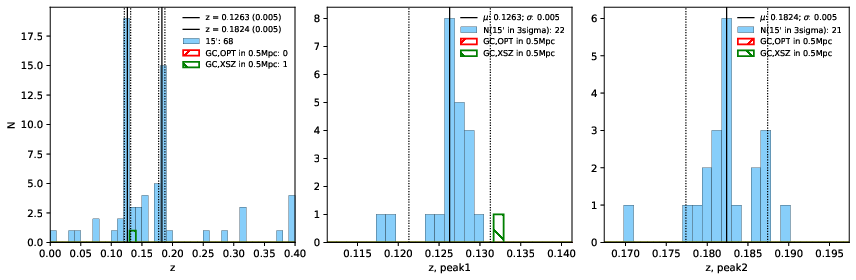 z = 0.1263 (0.005)
z = 0.1824 (0.005)
15': 68
GC,OPT in 0.5Mpc: 0
GC,XSZ in 0.5Mpc: 1
17.5
15.0
12.5
10.0
7.5
5.0
2.5
0.0
N
0.00 0.05 0.10 0.15 0.20 0.25 0.30 0.35 0.40
z
μ: 0.1263; σ: 0.005
N(15' in 3sigma): 22
GC,OPT in 0.5Mpc
GC,XSZ in 0.5Mpc
8
7
6
5
4
3
2
1
0
0.115 0.120 0.125 0.130 0.135 0.140
z, peak1
μ: 0.1824; σ: 0.005
N(15' in 3sigma): 21
GC,OPT in 0.5Mpc
GC,XSZ in 0.5Mpc
6
5
4
3
2
1
0
0.170 0.175 0.180 0.185 0.190 0.195
z, peak2